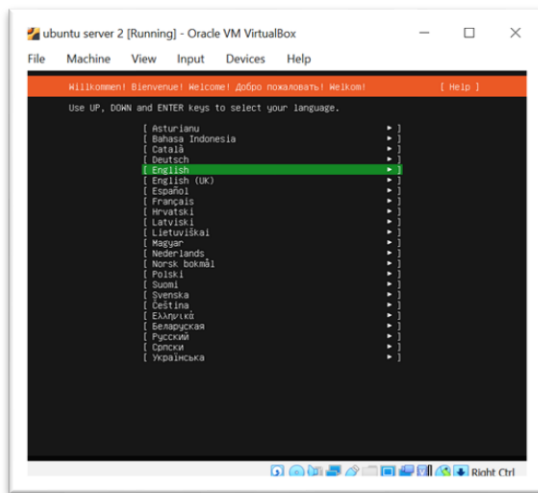 ubuntu server 2 [Running] - Oracle VM VirtualBox
File Machine View Input Devices Help
Willkommen! Bienvenue! Welcome! Добро пожаловать! Welkom! [ Help ]
Use UP, DOWN and ENTER keys to select your language.
[ Asturianu ► ]
[ Bahasa Indonesia ► ]
[ Català ► ]
[ Deutsch ► ]
[ English ► ]
[ English (UK) ► ]
[ Español ► ]
[ Français ► ]
[ Hrvatski ► ]
[ Latviski ► ]
[ Lietuviškai ► ]
[ Magyar ► ]
[ Nederlands ► ]
[ Norsk bokmål ► ]
[ Polski ► ]
[ Suomi ► ]
[ Svenska ► ]
[ Čeština ► ]
[ Ελληνικά ► ]
[ Беларуская ► ]
[ Русский ► ]
[ Српски ► ]
[ Українська ► ]
Right Ctrl